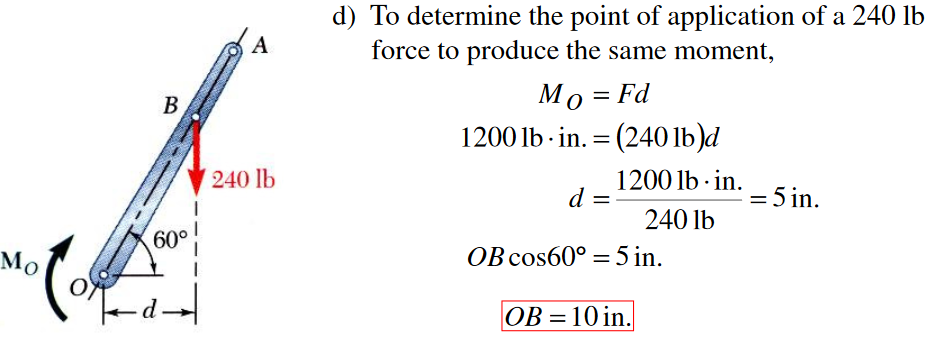 d) To determine the point of application of a 240 lb
force to produce the same moment,
M_O = Fd
1200 lb · in. = (240 lb)d
d = 1200 lb · in. / 240 lb = 5 in.
OB cos60° = 5 in.
OB = 10 in.
A
B
240 lb
60°
M_O
O
d